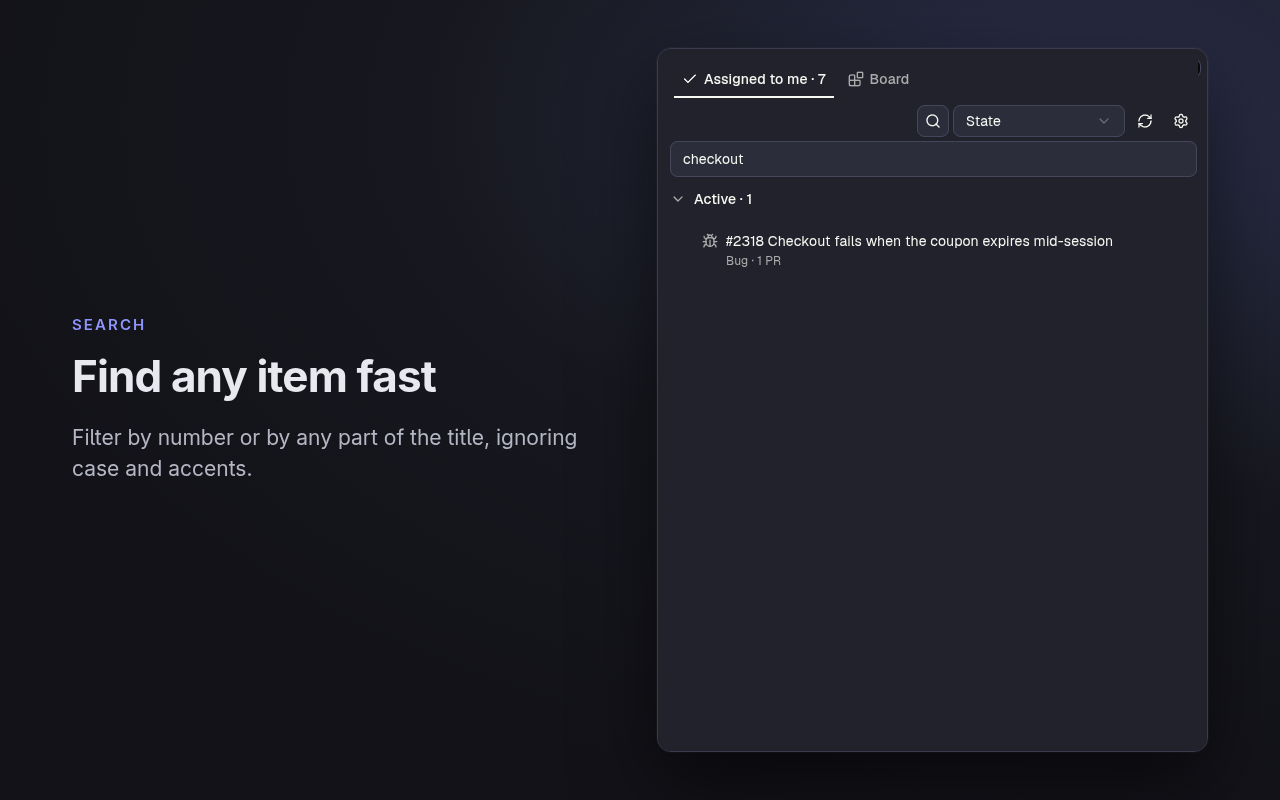 SEARCH
Find any item fast
Filter by number or by any part of the title, ignoring
case and accents.
Assigned to me · 7
Board
State
checkout
Active · 1
#2318 Checkout fails when the coupon expires mid-session
Bug · 1 PR